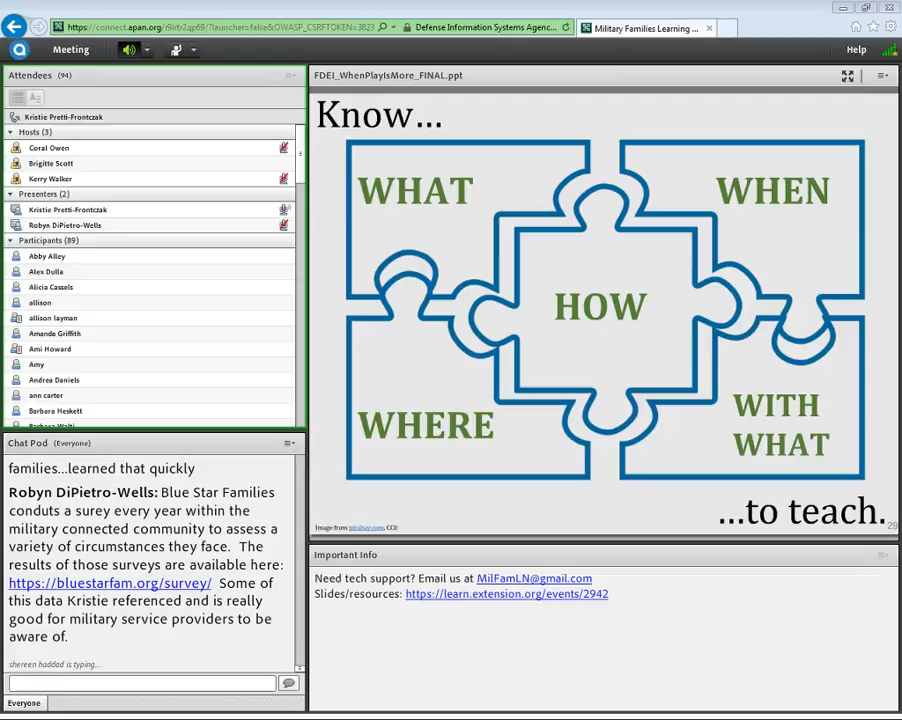 https://connect.apan.org/r9xtr2qp69/?launcher=false&OWASP_CSRFTOKEN=3823
Defense Information Systems Agenc...
Military Families Learning ...
Meeting
Help
Attendees (94)
Kristie Pretti-Frontczak
Hosts (3)
Coral Owen
Brigitte Scott
Kerry Walker
Presenters (2)
Kristie Pretti-Frontczak
Robyn DiPietro-Wells
Participants (89)
Abby Alley
Alex Dulla
Alicia Cassels
allison
allison layman
Amanda Griffith
Ami Howard
Amy
Andrea Daniels
ann carter
Barbara Heskett
Barbara Walti
Chat Pod (Everyone)
families...learned that quickly
Robyn DiPietro-Wells: Blue Star Families
conduts a surey every year within the
military connected community to assess a
variety of circumstances they face. The
results of those surveys are available here:
https://bluestarfam.org/survey/ Some of
this data Kristie referenced and is really
good for military service providers to be
aware of.
shereen haddad is typing...
Everyone
FDEI_WhenPlayIsMore_FINAL.ppt
Know...
WHAT
WHEN
HOW
WHERE
WITH
WHAT
...to teach.
Image from pixabay.com, CC0
29
Important Info
Need tech support? Email us at MilFamLN@gmail.com
Slides/resources: https://learn.extension.org/events/2942